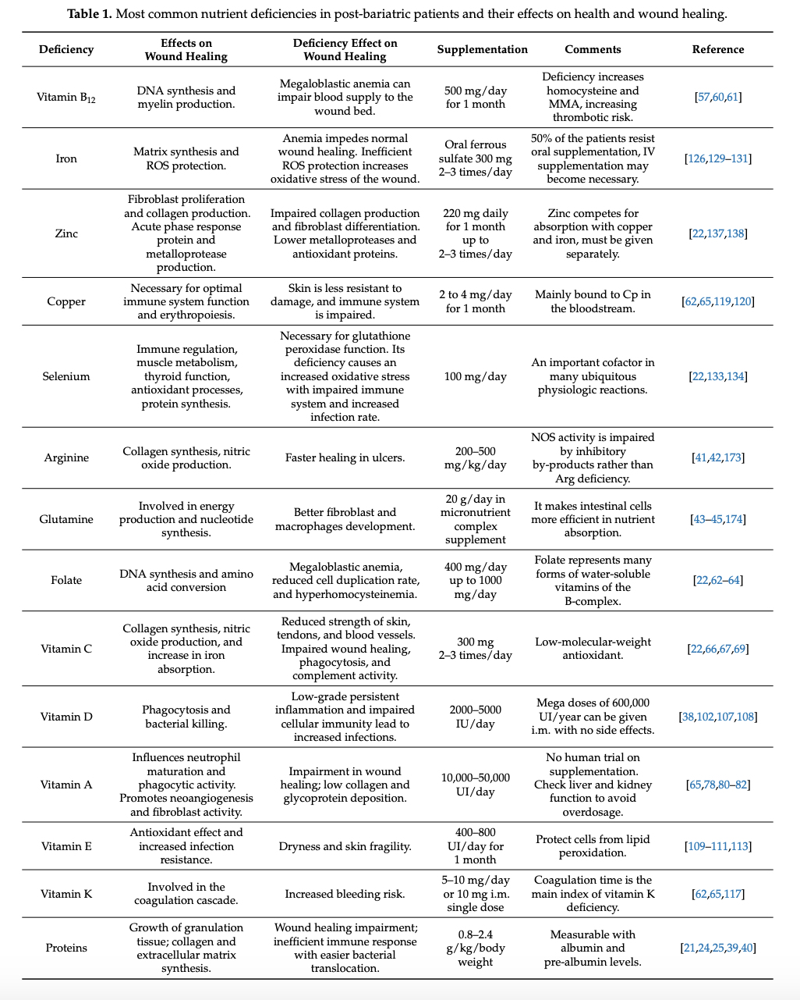 Table 1. Most common nutrient deficiencies in post-bariatric patients and their effects on health and wound healing.
Deficiency
Effects on
Wound Healing
Deficiency Effect on
Wound Healing
Supplementation
Comments
Reference
Vitamin B12
DNA synthesis and
myelin production.
Megaloblastic anemia can
impair blood supply to the
wound bed.
500 mg/day
for 1 month
Deficiency increases
homocysteine and
MMA, increasing
thrombotic risk.
[57,60,61]
Iron
Matrix synthesis and
ROS protection.
Anemia impedes normal
wound healing. Inefficient
ROS protection increases
oxidative stress of the wound.
Oral ferrous
sulfate 300 mg
2–3 times/day
50% of the patients resist
oral supplementation, IV
supplementation may
become necessary.
[126,129–131]
Zinc
Fibroblast proliferation
and collagen production.
Acute phase response
protein and
metalloprotease
production.
Impaired collagen production
and fibroblast differentiation.
Lower metalloproteases and
antioxidant proteins.
220 mg daily
for 1 month
up to
2–3 times/day
Zinc competes for
absorption with copper
and iron, must be given
separately.
[22,137,138]
Copper
Necessary for optimal
immune system function
and erythropoiesis.
Skin is less resistant to
damage, and immune system
is impaired.
2 to 4 mg/day
for 1 month
Mainly bound to Cp in
the bloodstream.
[62,65,119,120]
Selenium
Immune regulation,
muscle metabolism,
thyroid function,
antioxidant processes,
protein synthesis.
Necessary for glutathione
peroxidase function. Its
deficiency causes an
increased oxidative stress
with impaired immune
system and increased
infection rate.
100 mg/day
An important cofactor in
many ubiquitous
physiologic reactions.
[22,133,134]
Arginine
Collagen synthesis, nitric
oxide production.
Faster healing in ulcers.
200–500
mg/kg/day
NOS activity is impaired
by inhibitory
by-products rather than
Arg deficiency.
[41,42,173]
Glutamine
Involved in energy
production and nucleotide
synthesis.
Better fibroblast and
macrophages development.
20 g/day in
micronutrient
complex
supplement
It makes intestinal cells
more efficient in nutrient
absorption.
[43–45,174]
Folate
DNA synthesis and amino
acid conversion
Megaloblastic anemia,
reduced cell duplication rate,
and hyperhomocysteinemia.
400 mg/day
up to 1000
mg/day
Folate represents many
forms of water-soluble
vitamins of the
B-complex.
[22,62–64]
Vitamin C
Collagen synthesis, nitric
oxide production, and
increase in iron
absorption.
Reduced strength of skin,
tendons, and blood vessels.
Impaired wound healing,
phagocytosis, and
complement activity.
300 mg
2–3 times/day
Low-molecular-weight
antioxidant.
[22,66,67,69]
Vitamin D
Phagocytosis and
bacterial killing.
Low-grade persistent
inflammation and impaired
cellular immunity lead to
increased infections.
2000–5000
IU/day
Mega doses of 600,000
UI/year can be given
i.m. with no side effects.
[38,102,107,108]
Vitamin A
Influences neutrophil
maturation and
phagocytic activity.
Promotes neoangiogenesis
and fibroblast activity.
Impairment in wound
healing; low collagen and
glycoprotein deposition.
10,000–50,000
UI/day
No human trial on
supplementation.
Check liver and kidney
function to avoid
overdosage.
[65,78,80–82]
Vitamin E
Antioxidant effect and
increased infection
resistance.
Dryness and skin fragility.
400–800
UI/day for
1 month
Protect cells from lipid
peroxidation.
[109–111,113]
Vitamin K
Involved in the
coagulation cascade.
Increased bleeding risk.
5–10 mg/day
or 10 mg i.m.
single dose
Coagulation time is the
main index of vitamin K
deficiency.
[62,65,117]
Proteins
Growth of granulation
tissue; collagen and
extracellular matrix
synthesis.
Wound healing impairment;
inefficient immune response
with easier bacterial
translocation.
0.8–2.4
g/kg/body
weight
Measurable with
albumin and
pre-albumin levels.
[21,24,25,39,40]